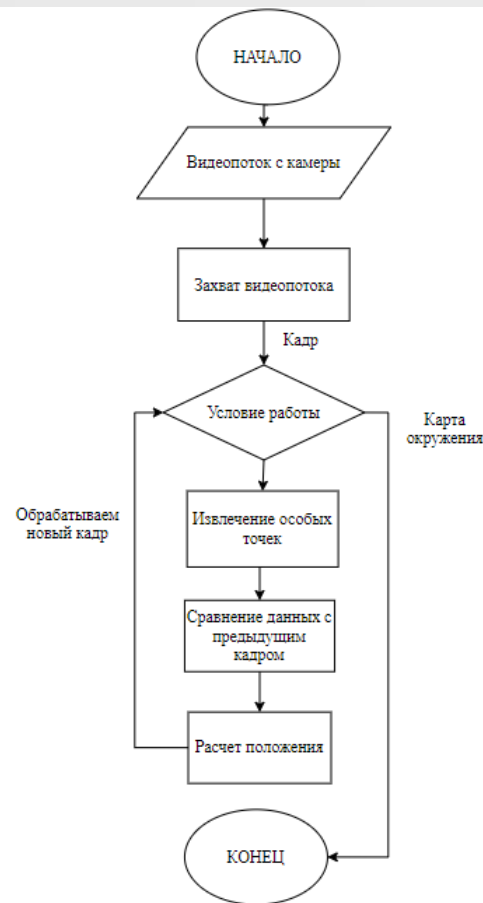 НАЧАЛО
Видеопоток с камеры
Захват видеопотока
Кадр
Условие работы
Карта
окружения
Извлечение особых
точек
Обрабатываем
новый кадр
Сравнение данных с
предыдущим
кадром
Расчет положения
КОНЕЦ